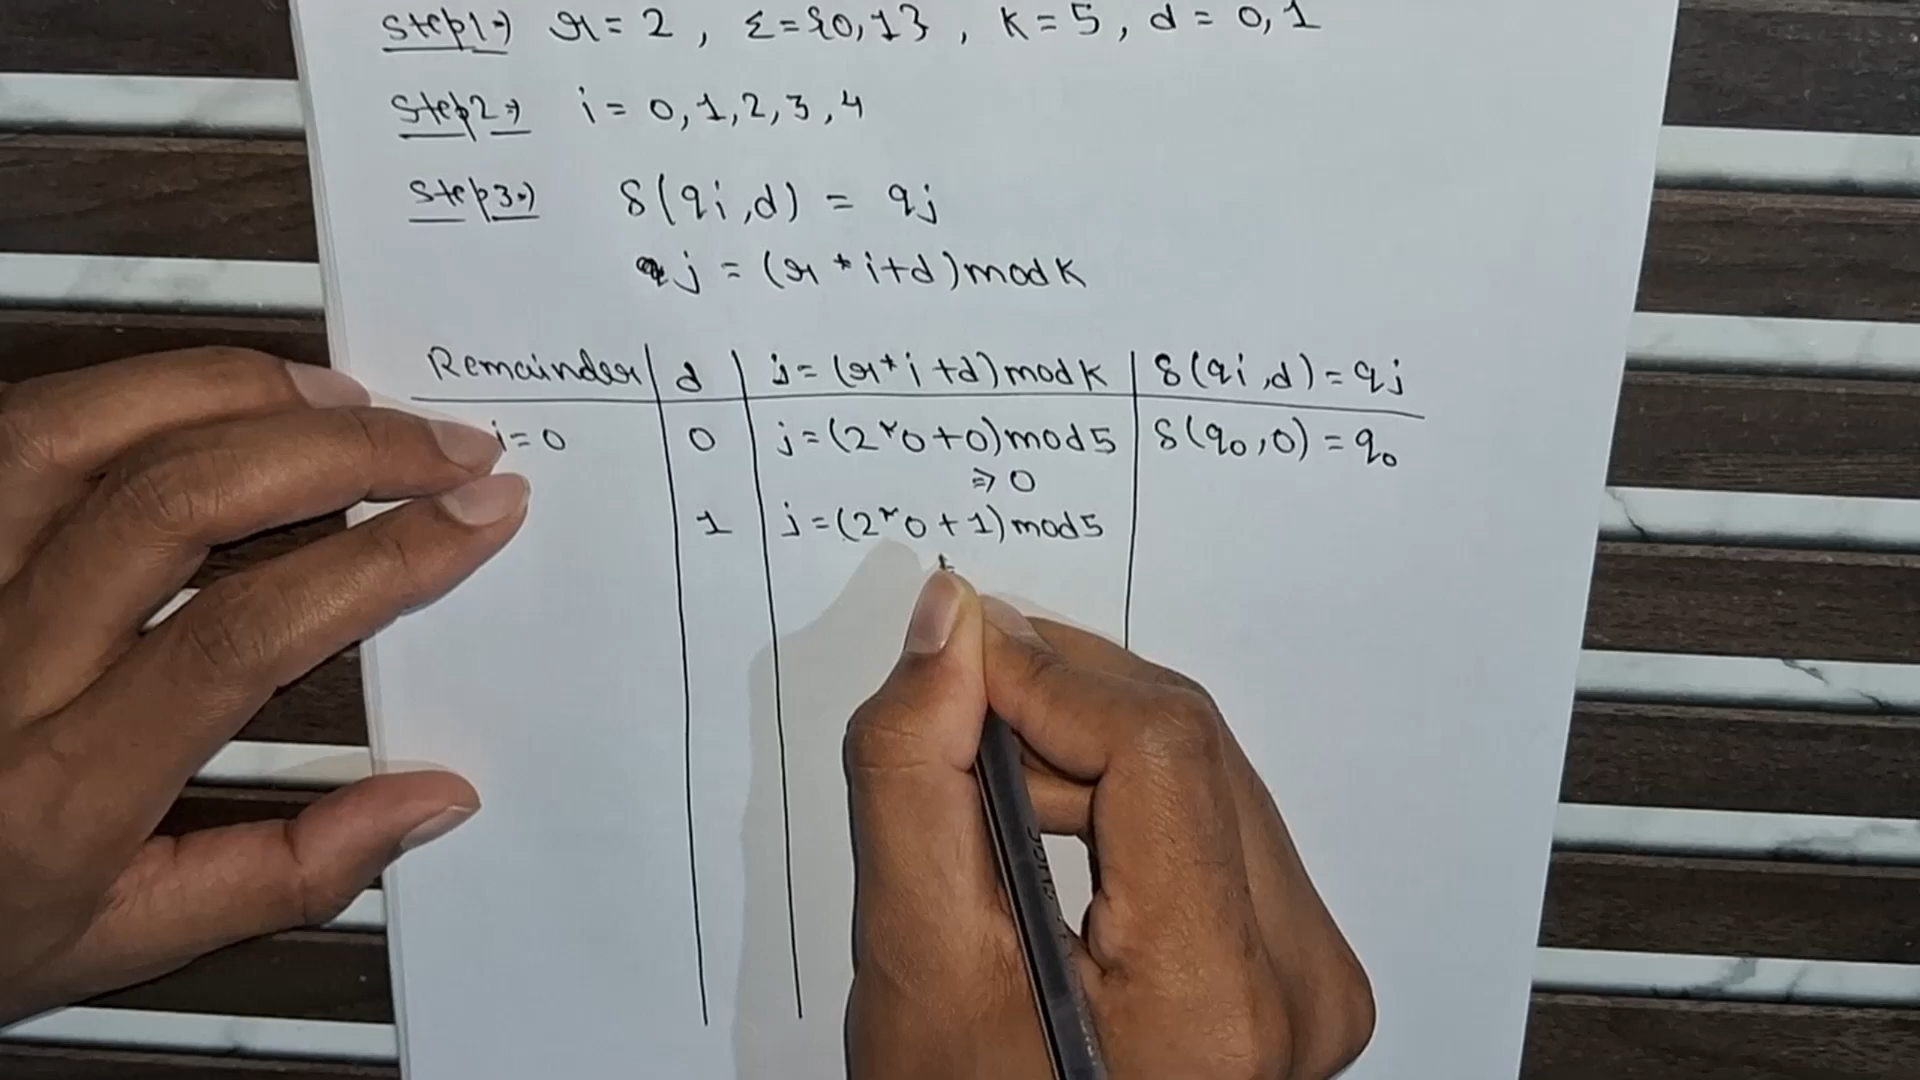 Step1:) r = 2 , Σ = {0,1} , K = 5 , d = 0, 1
Step2:) i = 0, 1, 2, 3, 4
Step3:) δ(qi, d) = qj
j = (r * i + d) mod K
Remainder | d | j = (r * i + d) mod K | δ(qi, d) = qj
i = 0 | 0 | j = (2 * 0 + 0) mod 5 | δ(q0, 0) = q0
⇒ 0
1 | j = (2 * 0 + 1) mod 5